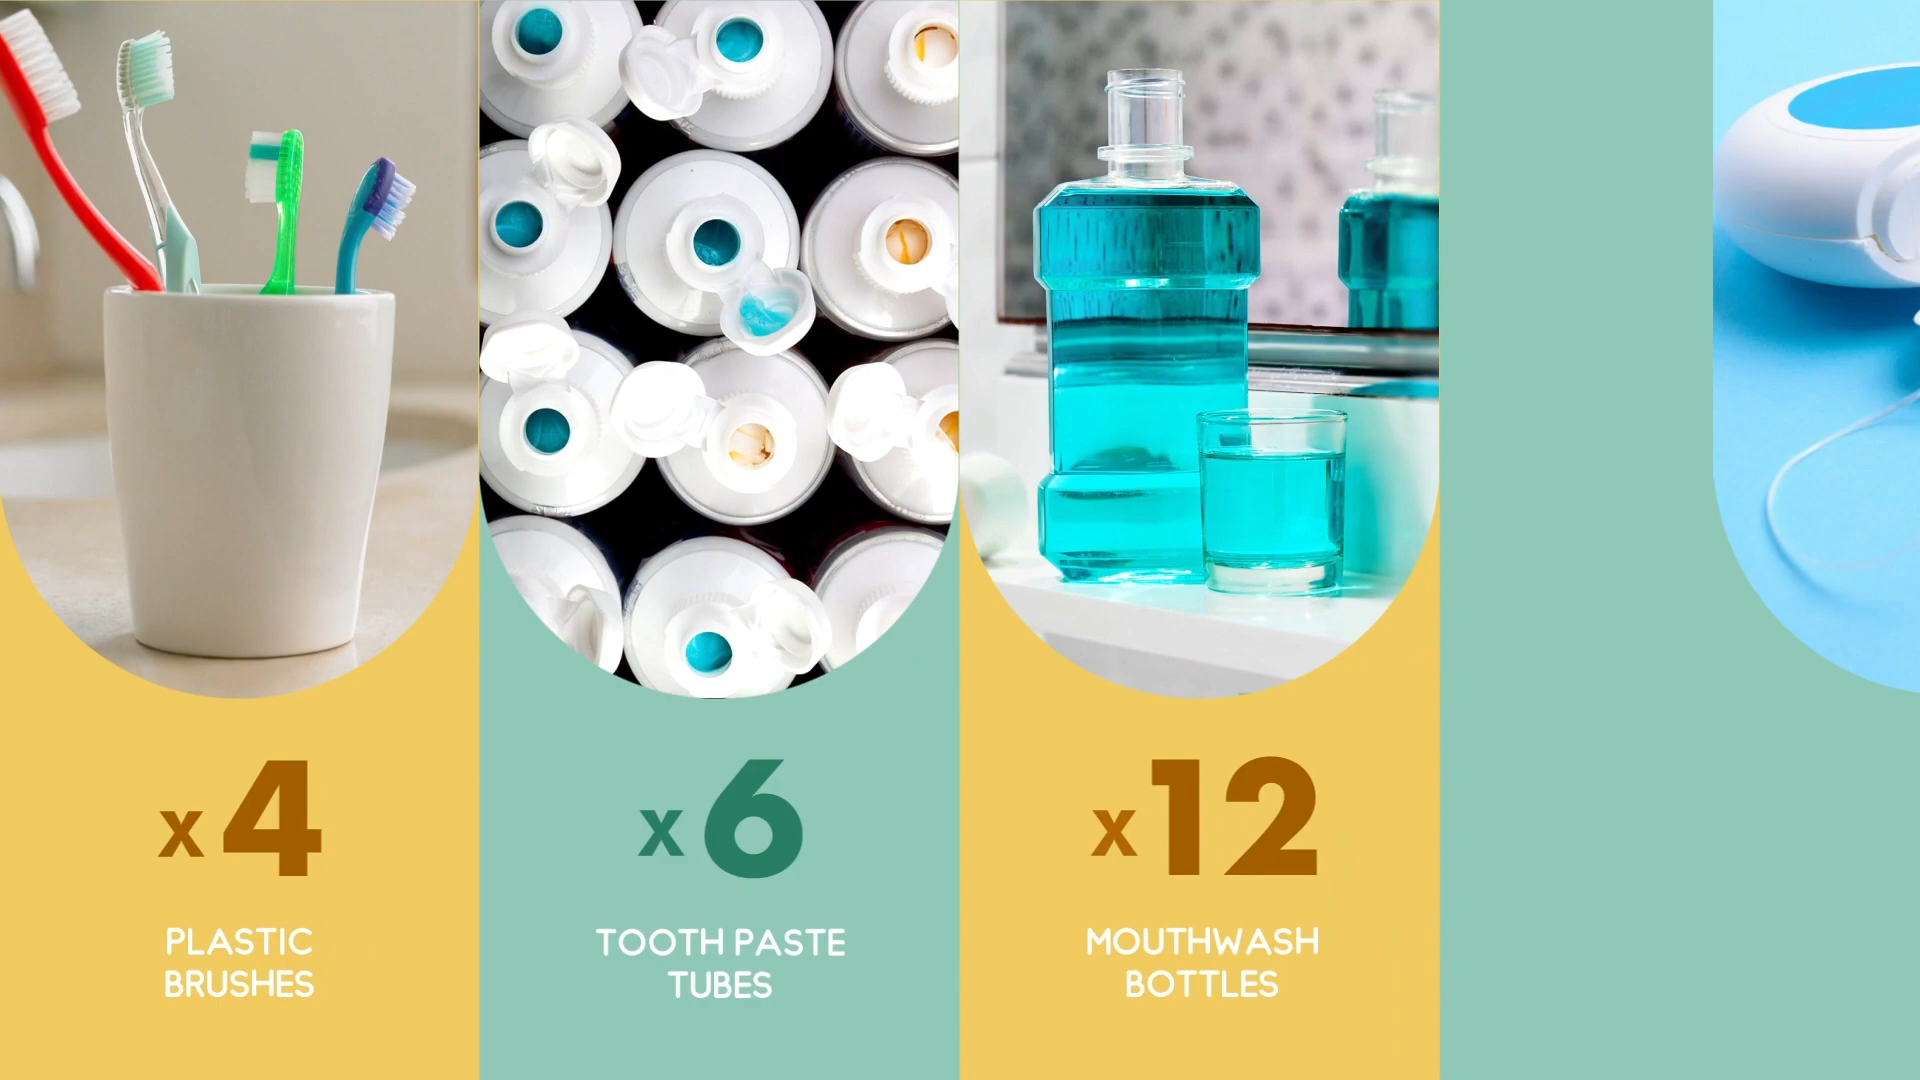 x4
PLASTIC
BRUSHES
x6
TOOTH PASTE
TUBES
x12
MOUTHWASH
BOTTLES